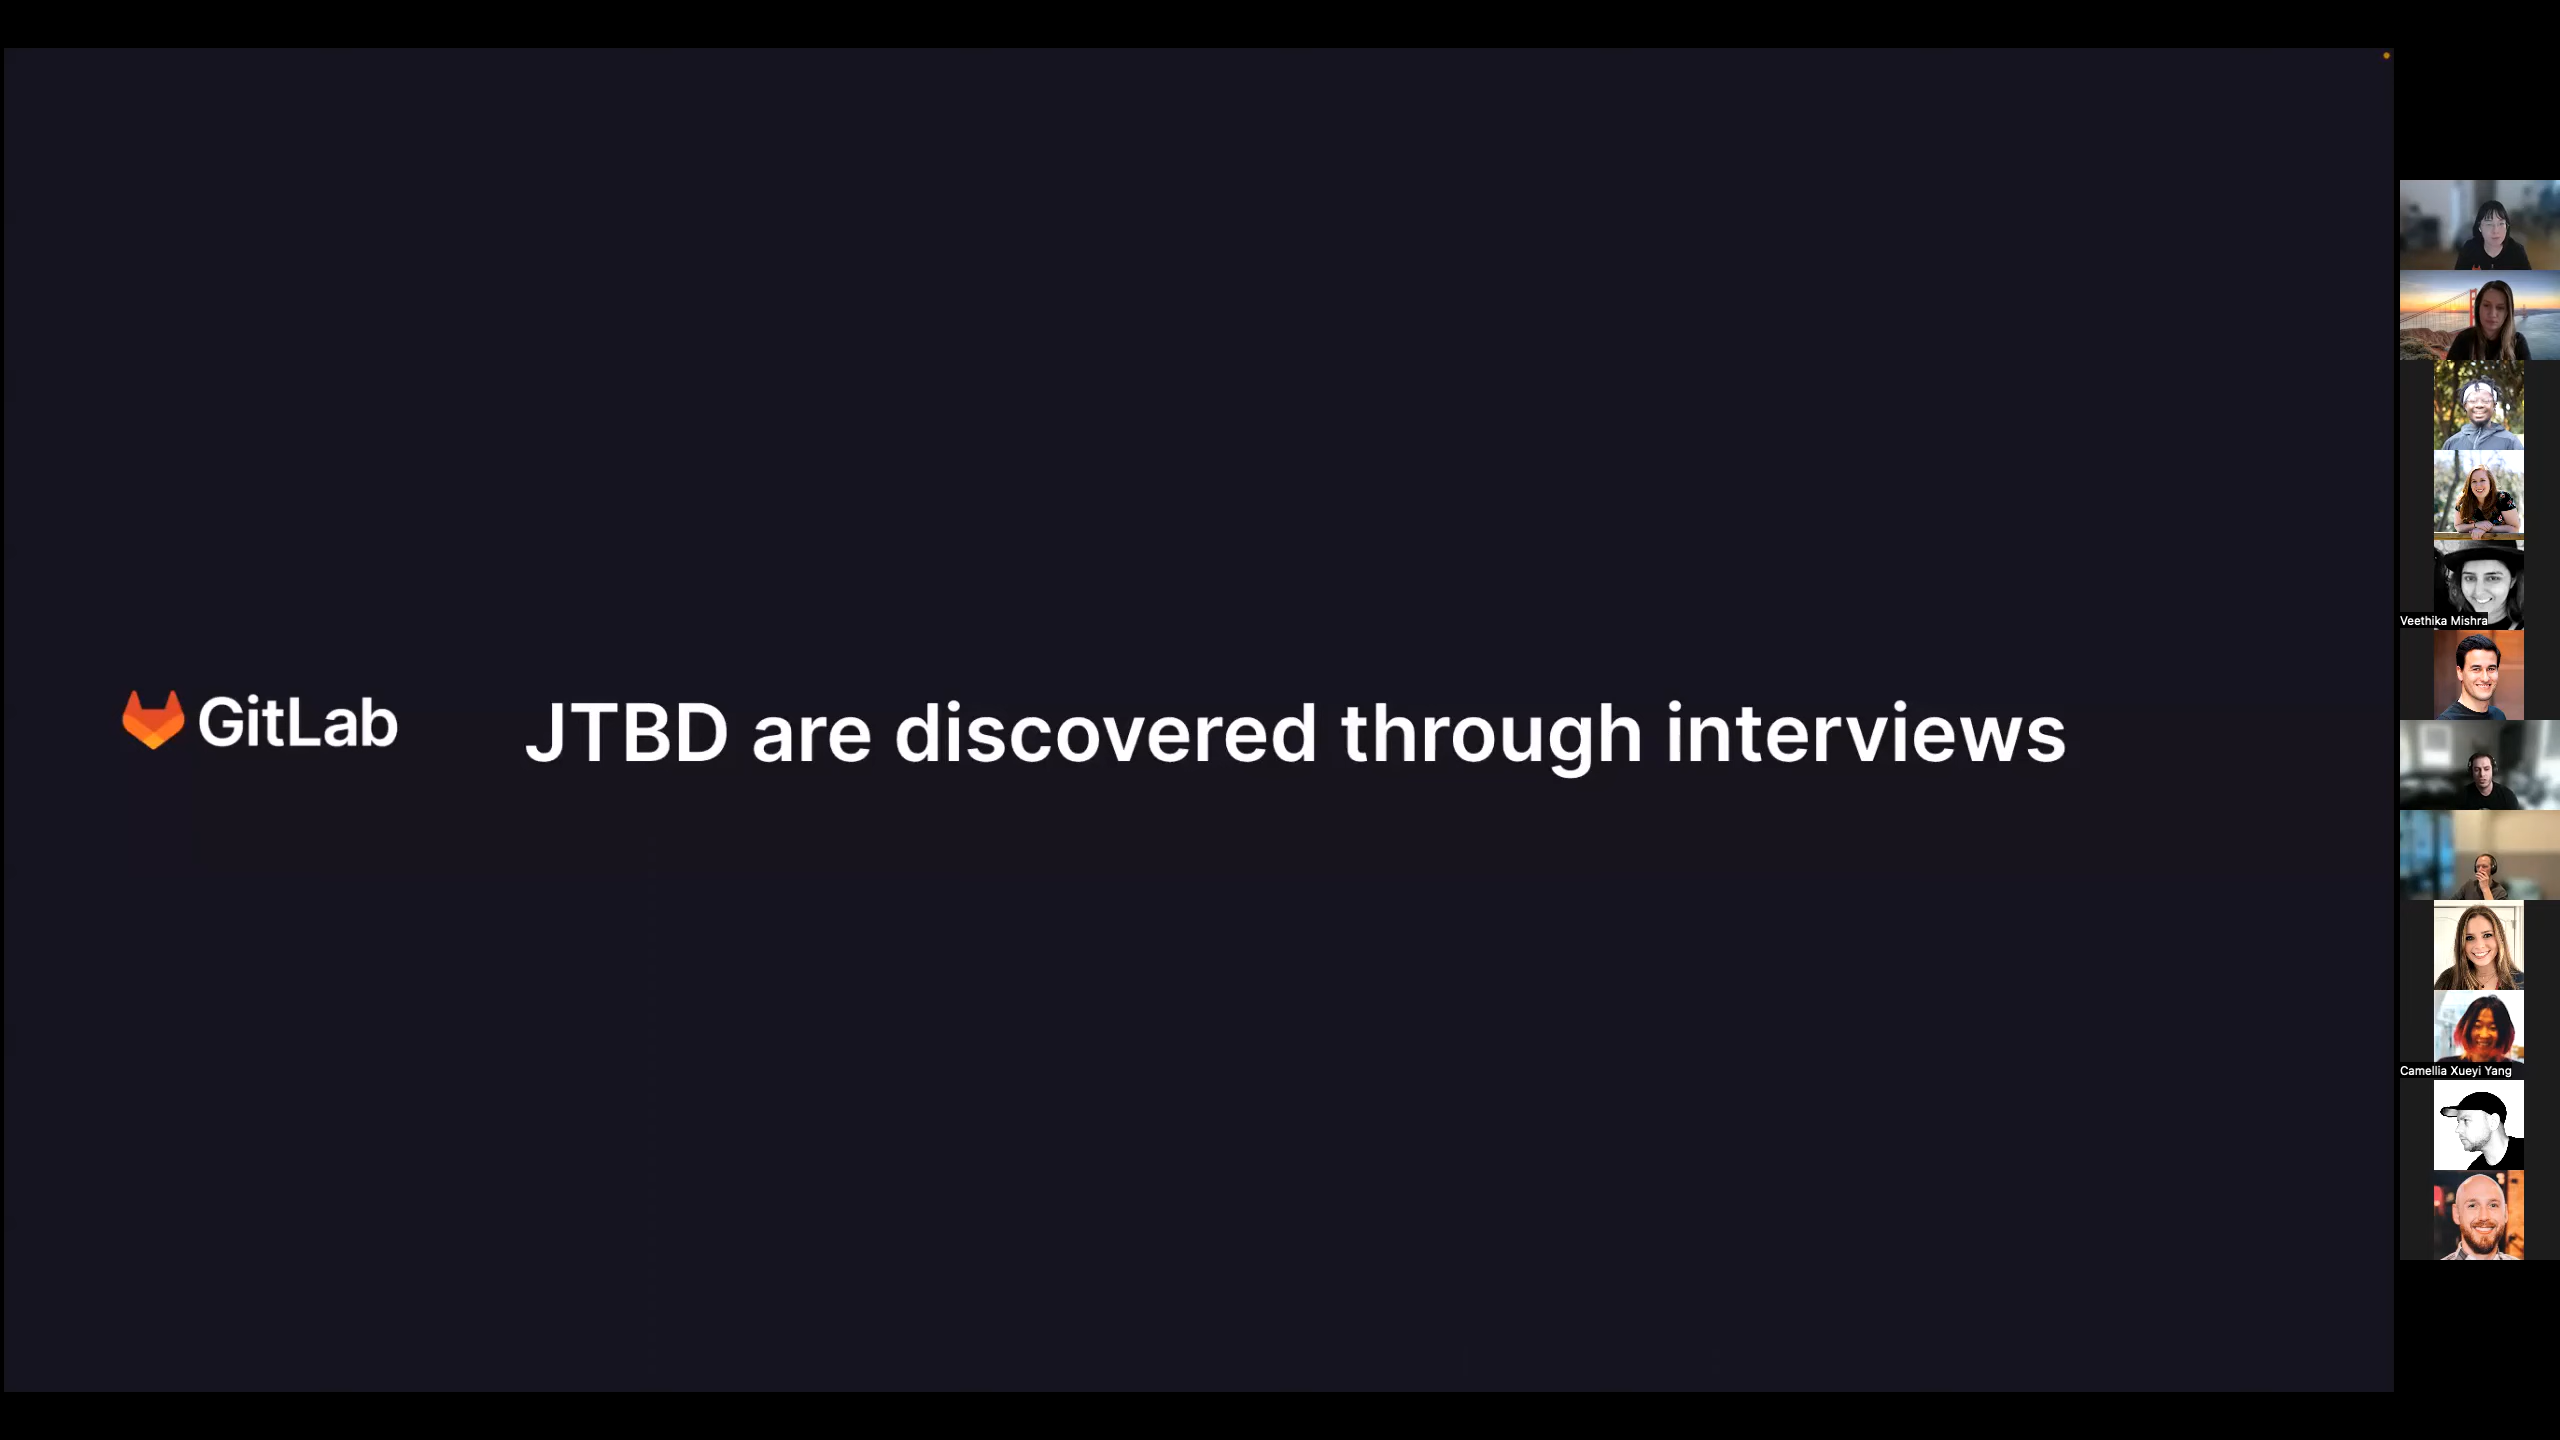 GitLab
JTBD are discovered through interviews
Veethika Mishra
Camellia Xueyi Yang